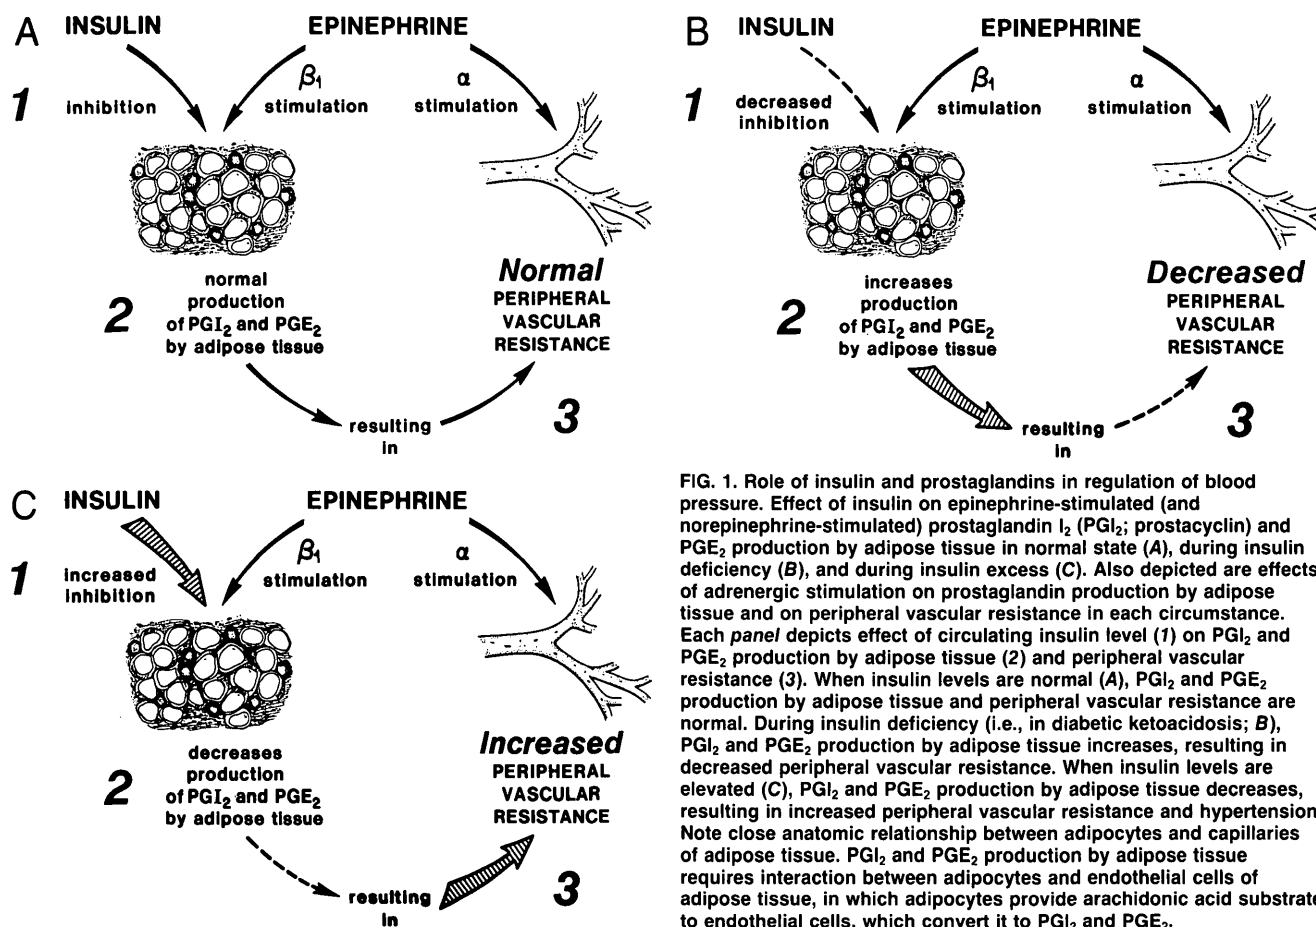 A
INSULIN
EPINEPHRINE
1
inhibition
β₁
stimulation
α
stimulation
2
normal
production
of PGI₂ and PGE₂
by adipose tissue
Normal
PERIPHERAL
VASCULAR
RESISTANCE
3
resulting
in
B
INSULIN
EPINEPHRINE
1
decreased
inhibition
β₁
stimulation
α
stimulation
2
increases
production
of PGI₂ and PGE₂
by adipose tissue
Decreased
PERIPHERAL
VASCULAR
RESISTANCE
3
resulting
in
C
INSULIN
EPINEPHRINE
1
increased
inhibition
β₁
stimulation
α
stimulation
2
decreases
production
of PGI₂ and PGE₂
by adipose tissue
Increased
PERIPHERAL
VASCULAR
RESISTANCE
3
resulting
in
FIG. 1. Role of insulin and prostaglandins in regulation of blood
pressure. Effect of insulin on epinephrine-stimulated (and
norepinephrine-stimulated) prostaglandin I₂ (PGI₂; prostacyclin) and
PGE₂ production by adipose tissue in normal state (A), during insulin
deficiency (B), and during insulin excess (C). Also depicted are effects
of adrenergic stimulation on prostaglandin production by adipose
tissue and on peripheral vascular resistance in each circumstance.
Each panel depicts effect of circulating insulin level (1) on PGI₂ and
PGE₂ production by adipose tissue (2) and peripheral vascular
resistance (3). When insulin levels are normal (A), PGI₂ and PGE₂
production by adipose tissue and peripheral vascular resistance are
normal. During insulin deficiency (i.e., in diabetic ketoacidosis; B),
PGI₂ and PGE₂ production by adipose tissue increases, resulting in
decreased peripheral vascular resistance. When insulin levels are
elevated (C), PGI₂ and PGE₂ production by adipose tissue decreases,
resulting in increased peripheral vascular resistance and hypertension
Note close anatomic relationship between adipocytes and capillaries
of adipose tissue. PGI₂ and PGE₂ production by adipose tissue
requires interaction between adipocytes and endothelial cells of
adipose tissue, in which adipocytes provide arachidonic acid substrate
to endothelial cells, which convert it to PGI₂ and PGE₂.